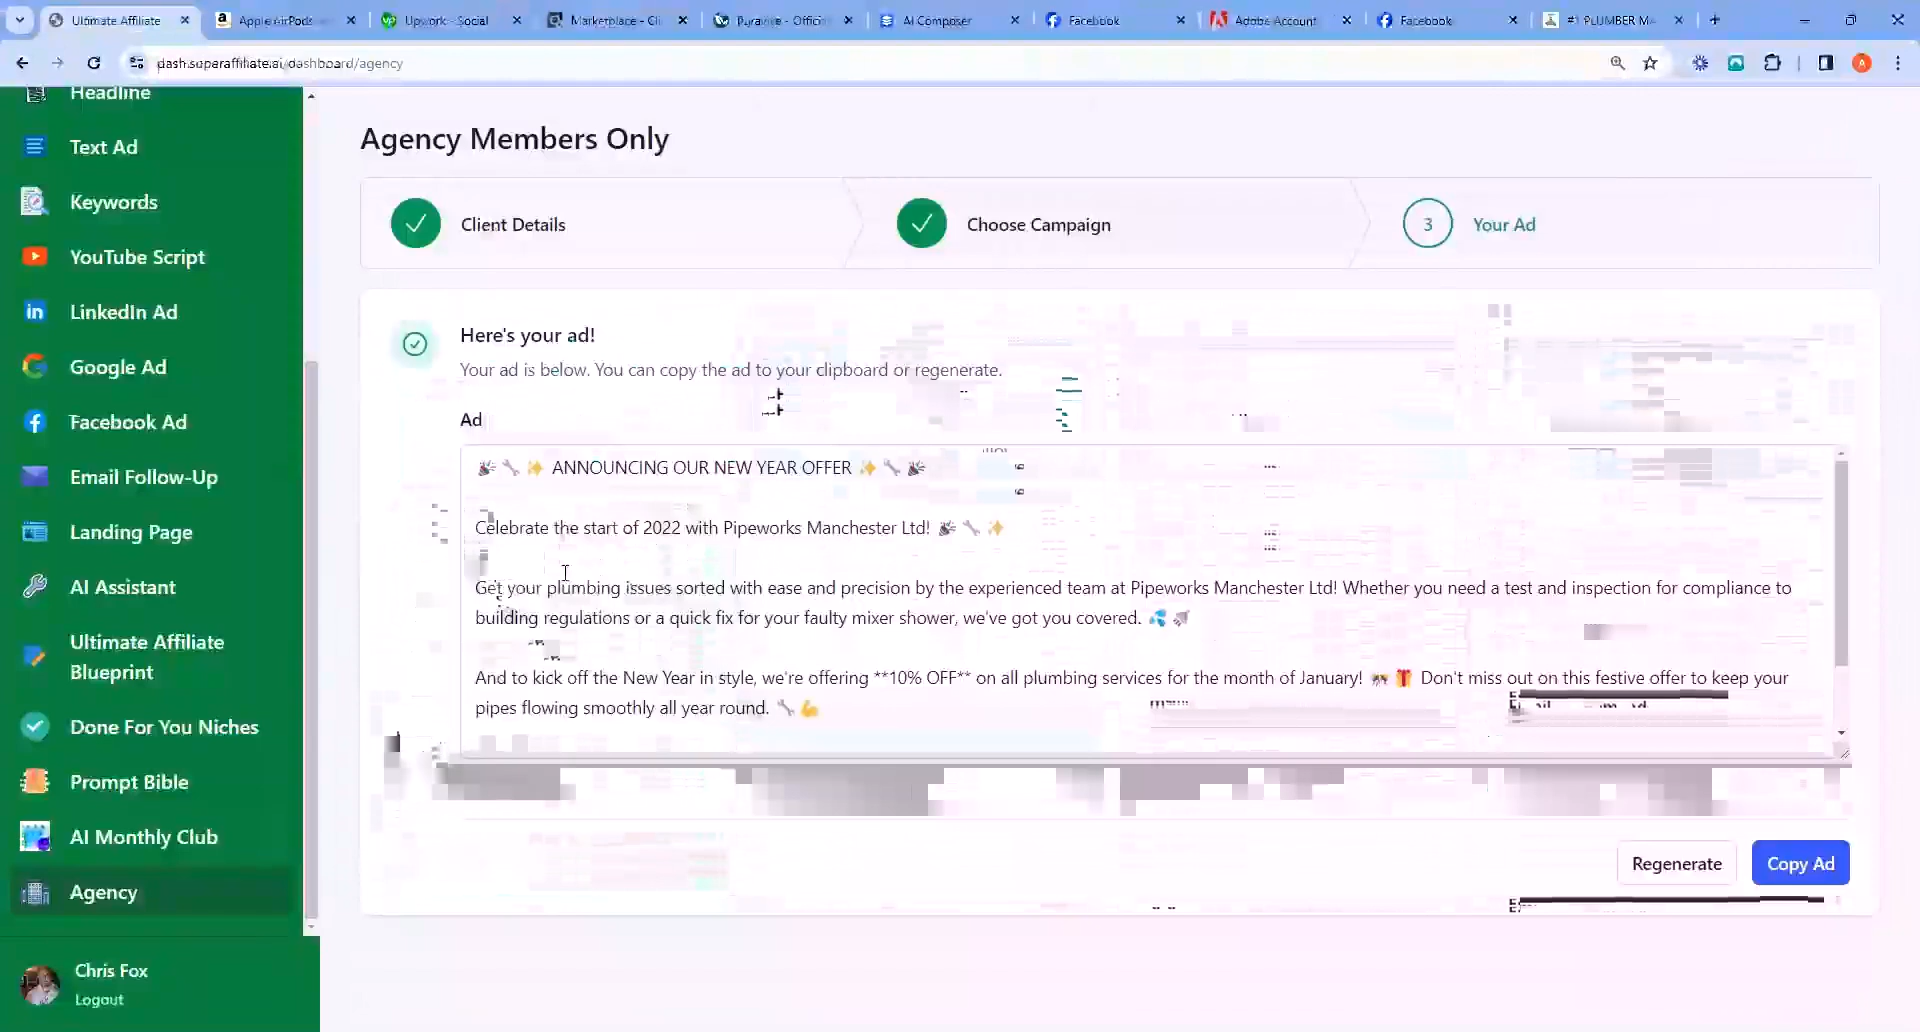 Ultimate Affiliate
Apple AirPods
Upwork - Social
Marketplace - Cli
AI Composer
Facebook
Adobe Account
Facebook
#1 PLUMBER MA
dash.superaffiliate.ai/dashboard/agency
Headline
Text Ad
Keywords
YouTube Script
LinkedIn Ad
Google Ad
Facebook Ad
Email Follow-Up
Landing Page
AI Assistant
Ultimate Affiliate
Blueprint
Done For You Niches
Prompt Bible
AI Monthly Club
Agency
Chris Fox
Logout
Agency Members Only
Client Details
Choose Campaign
3
Your Ad
Here's your ad!
Your ad is below. You can copy the ad to your clipboard or regenerate.
Ad
🎉 🔧 ✨ ANNOUNCING OUR NEW YEAR OFFER ✨ 🔧 🎉
Celebrate the start of 2022 with Pipeworks Manchester Ltd! 🎉 🔧 ✨
Get your plumbing issues sorted with ease and precision by the experienced team at Pipeworks Manchester Ltd! Whether you need a test and inspection for compliance to
building regulations or a quick fix for your faulty mixer shower, we've got you covered. 💦 🚿
And to kick off the New Year in style, we're offering **10% OFF** on all plumbing services for the month of January! 🎊 🎁 Don't miss out on this festive offer to keep your
pipes flowing smoothly all year round. 🔧 💪
Regenerate
Copy Ad